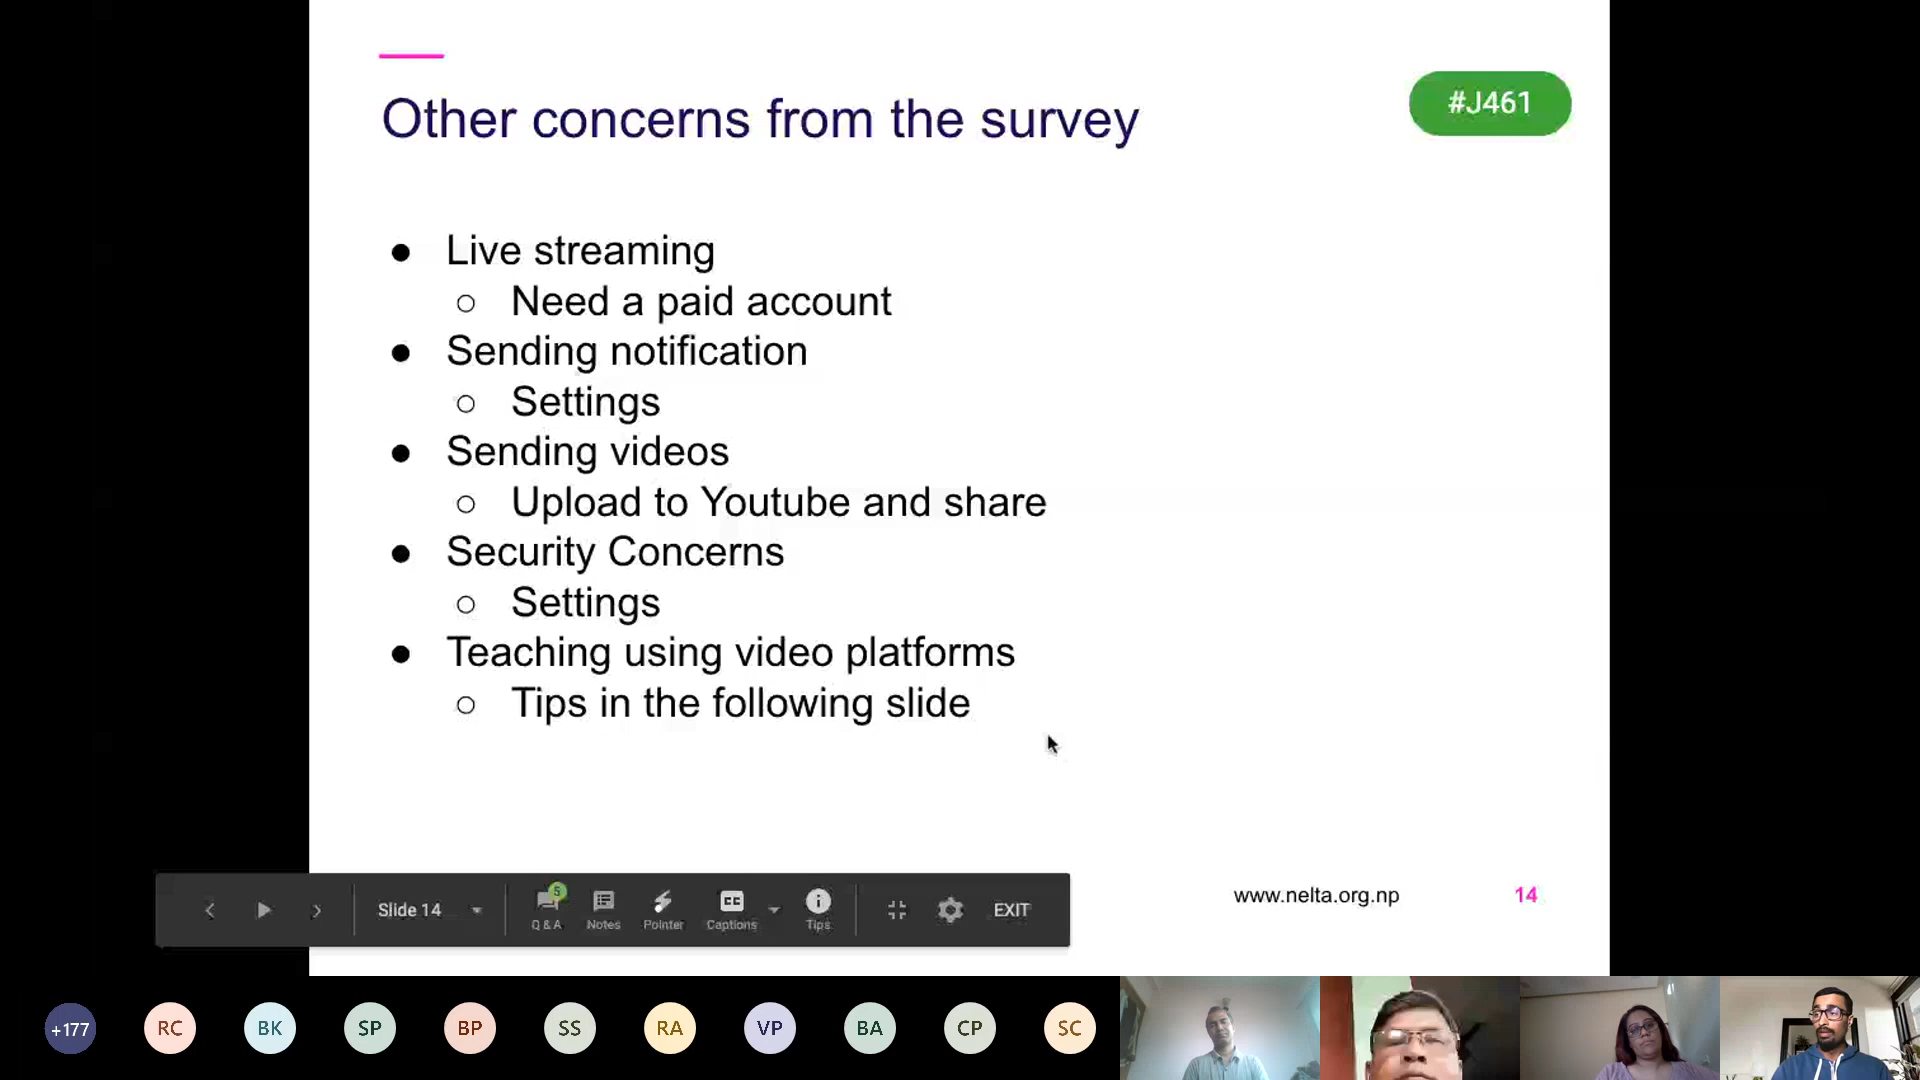 Other concerns from the survey
#J461
● Live streaming
○ Need a paid account
● Sending notification
○ Settings
● Sending videos
○ Upload to Youtube and share
● Security Concerns
○ Settings
● Teaching using video platforms
○ Tips in the following slide
www.nelta.org.np 14
Slide 14
5
Q & A Notes Pointer CC Captions Tips EXIT
+177 RC BK SP BP SS RA VP BA CP SC